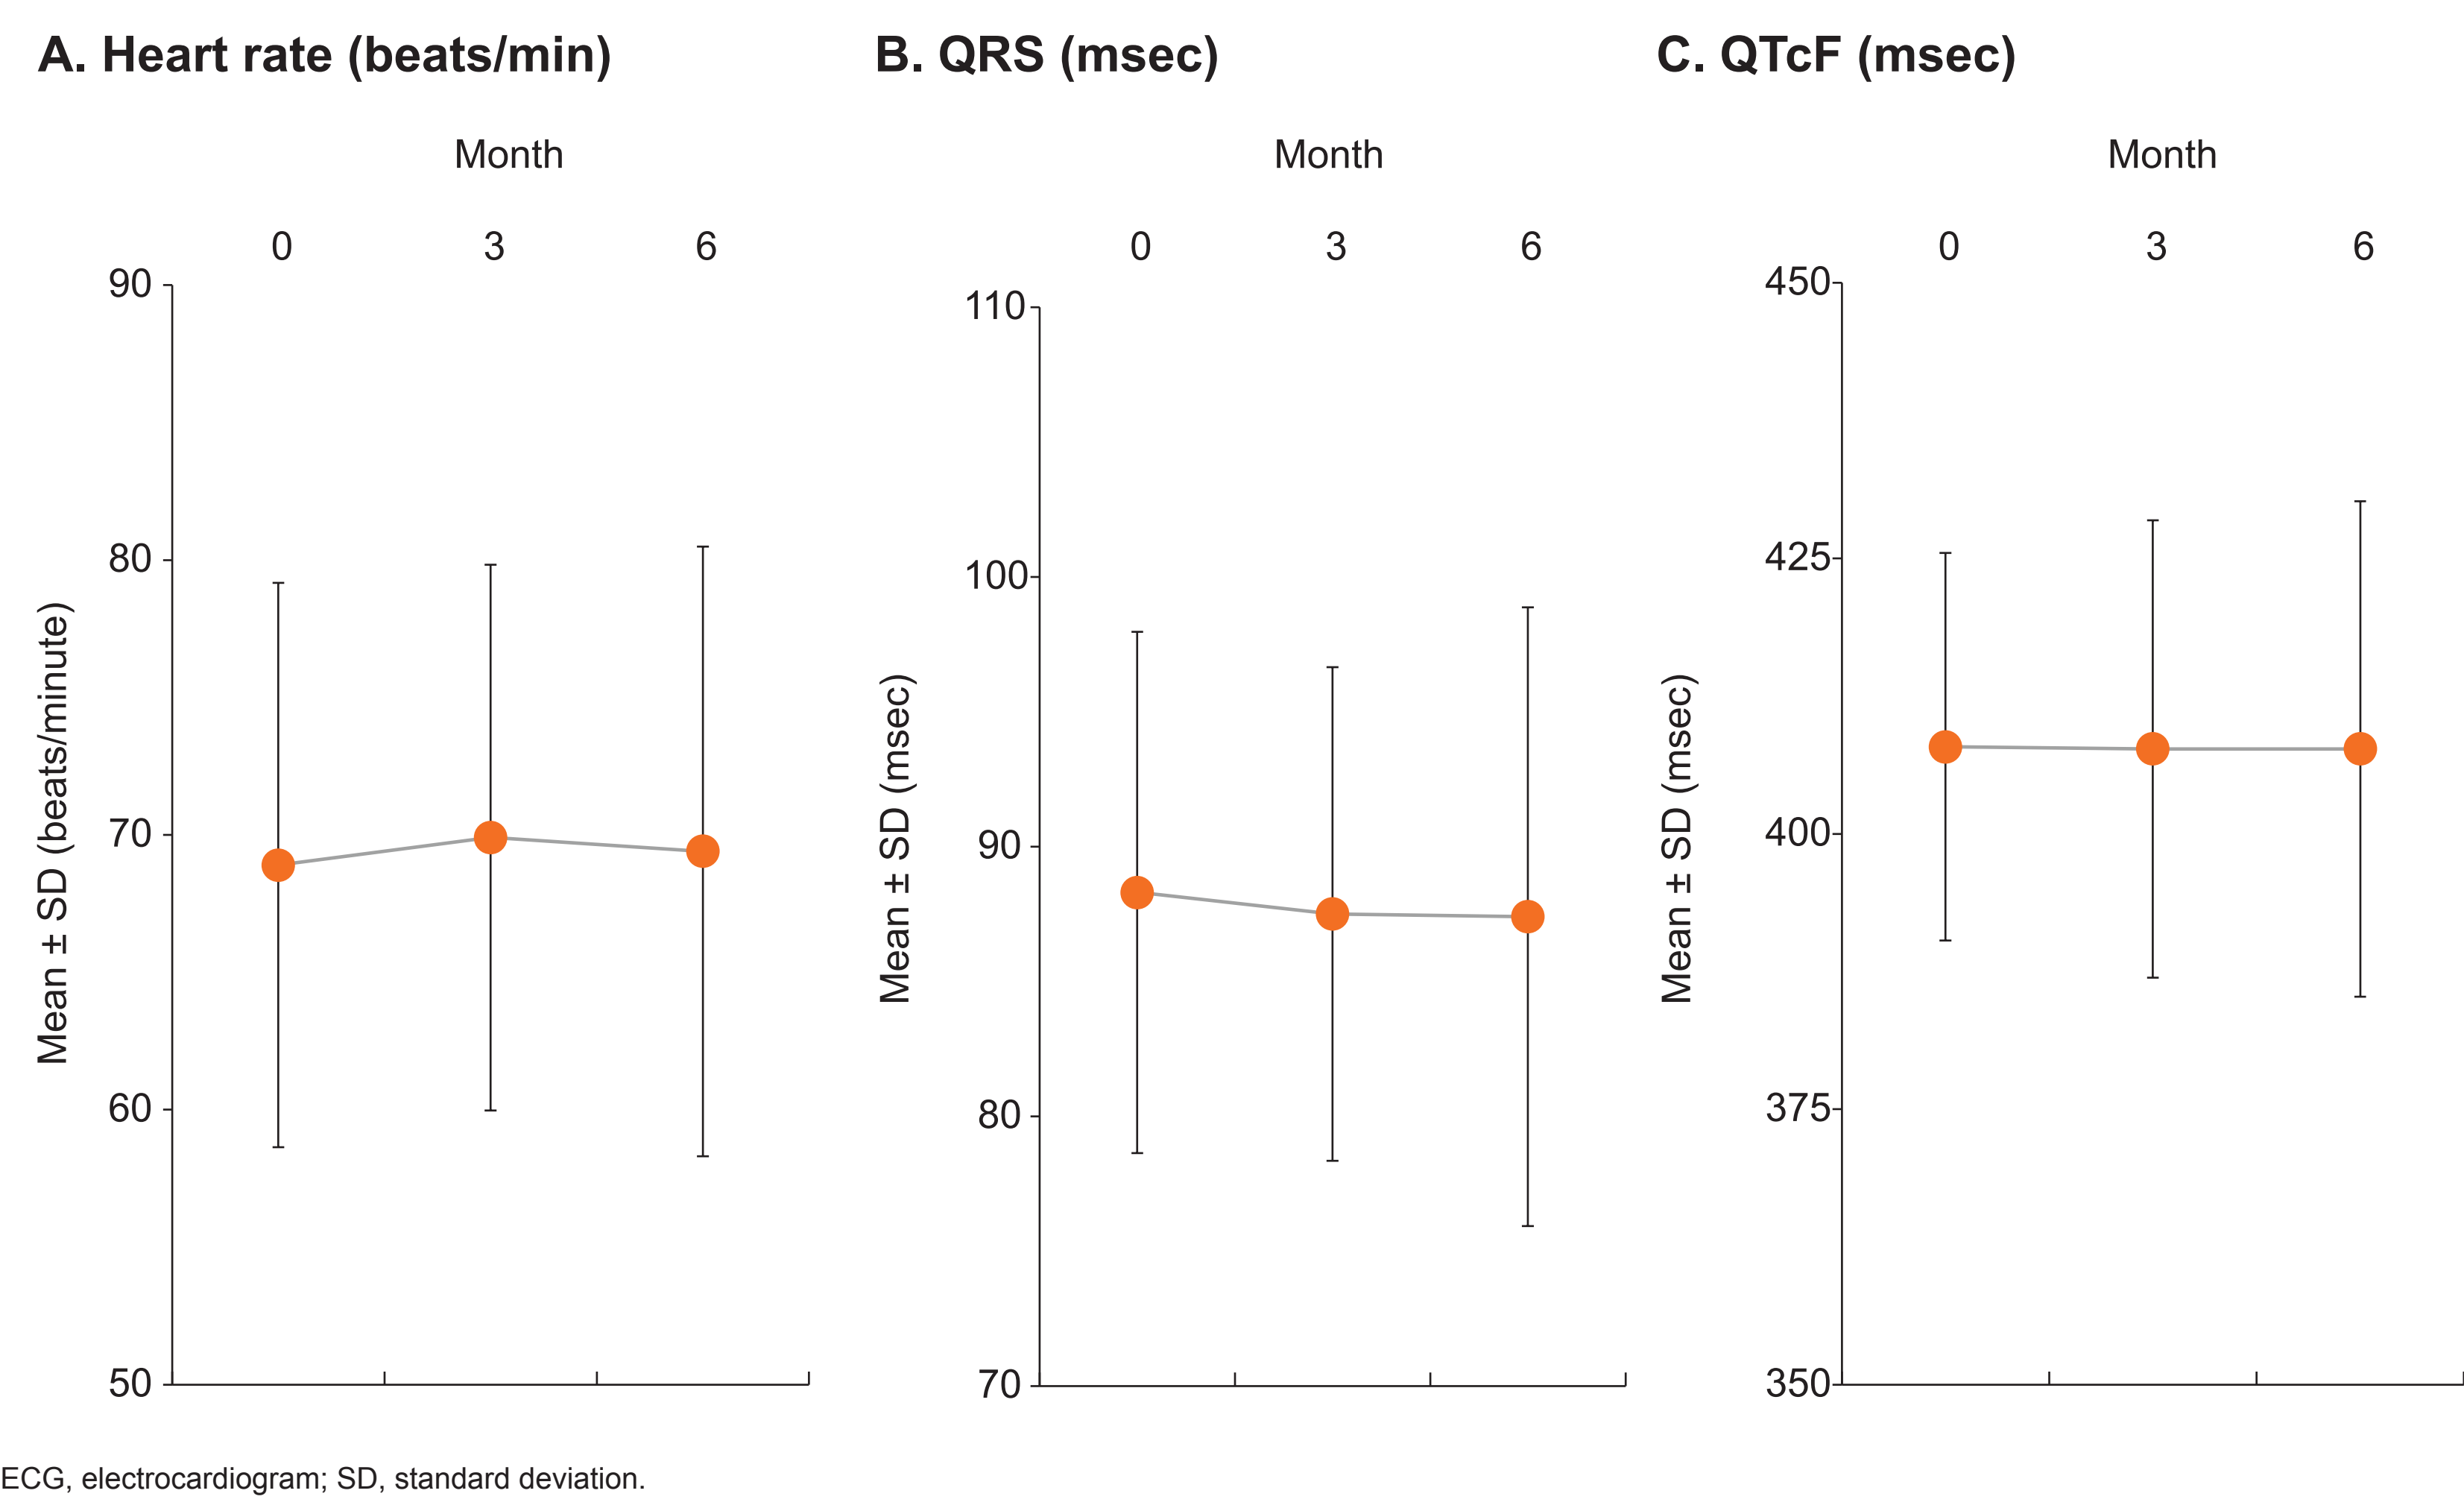 A. Heart rate (beats/min)
Month
0 3 6
90
80
70
60
50
Mean ± SD (beats/minute)
B. QRS (msec)
Month
0 3 6
110
100
90
80
70
Mean ± SD (msec)
C. QTcF (msec)
Month
0 3 6
450
425
400
375
350
Mean ± SD (msec)
ECG, electrocardiogram; SD, standard deviation.